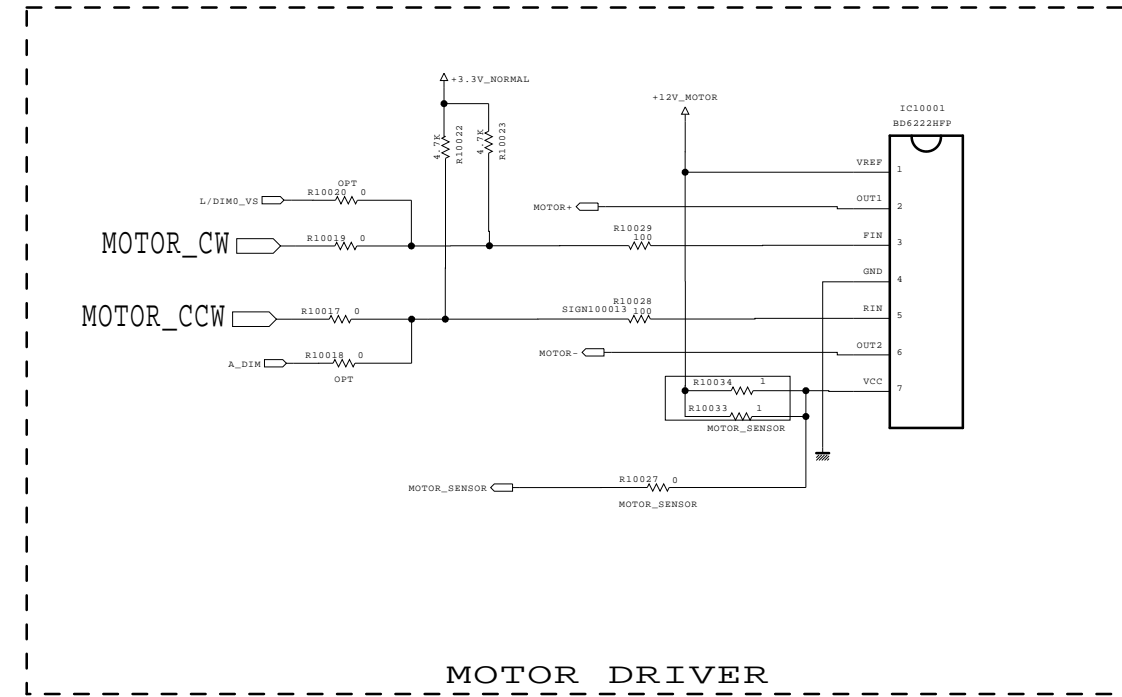 +3.3V_NORMAL
+12V_MOTOR
IC10001
BD6222HFP
4.7K
R10022
4.7K
R10023
VREF
1
OPT
R10020 0
L/DIM0_VS
OUT1
2
MOTOR+
R10029
100
MOTOR_CW
R10019 0
FIN
3
GND
4
R10028
SIGN100013 100
MOTOR_CCW
R10017 0
RIN
5
MOTOR-
OUT2
6
R10018 0
A_DIM
OPT
R10034 1
VCC
7
R10033 1
MOTOR_SENSOR
R10027 0
MOTOR_SENSOR
MOTOR_SENSOR
MOTOR DRIVER